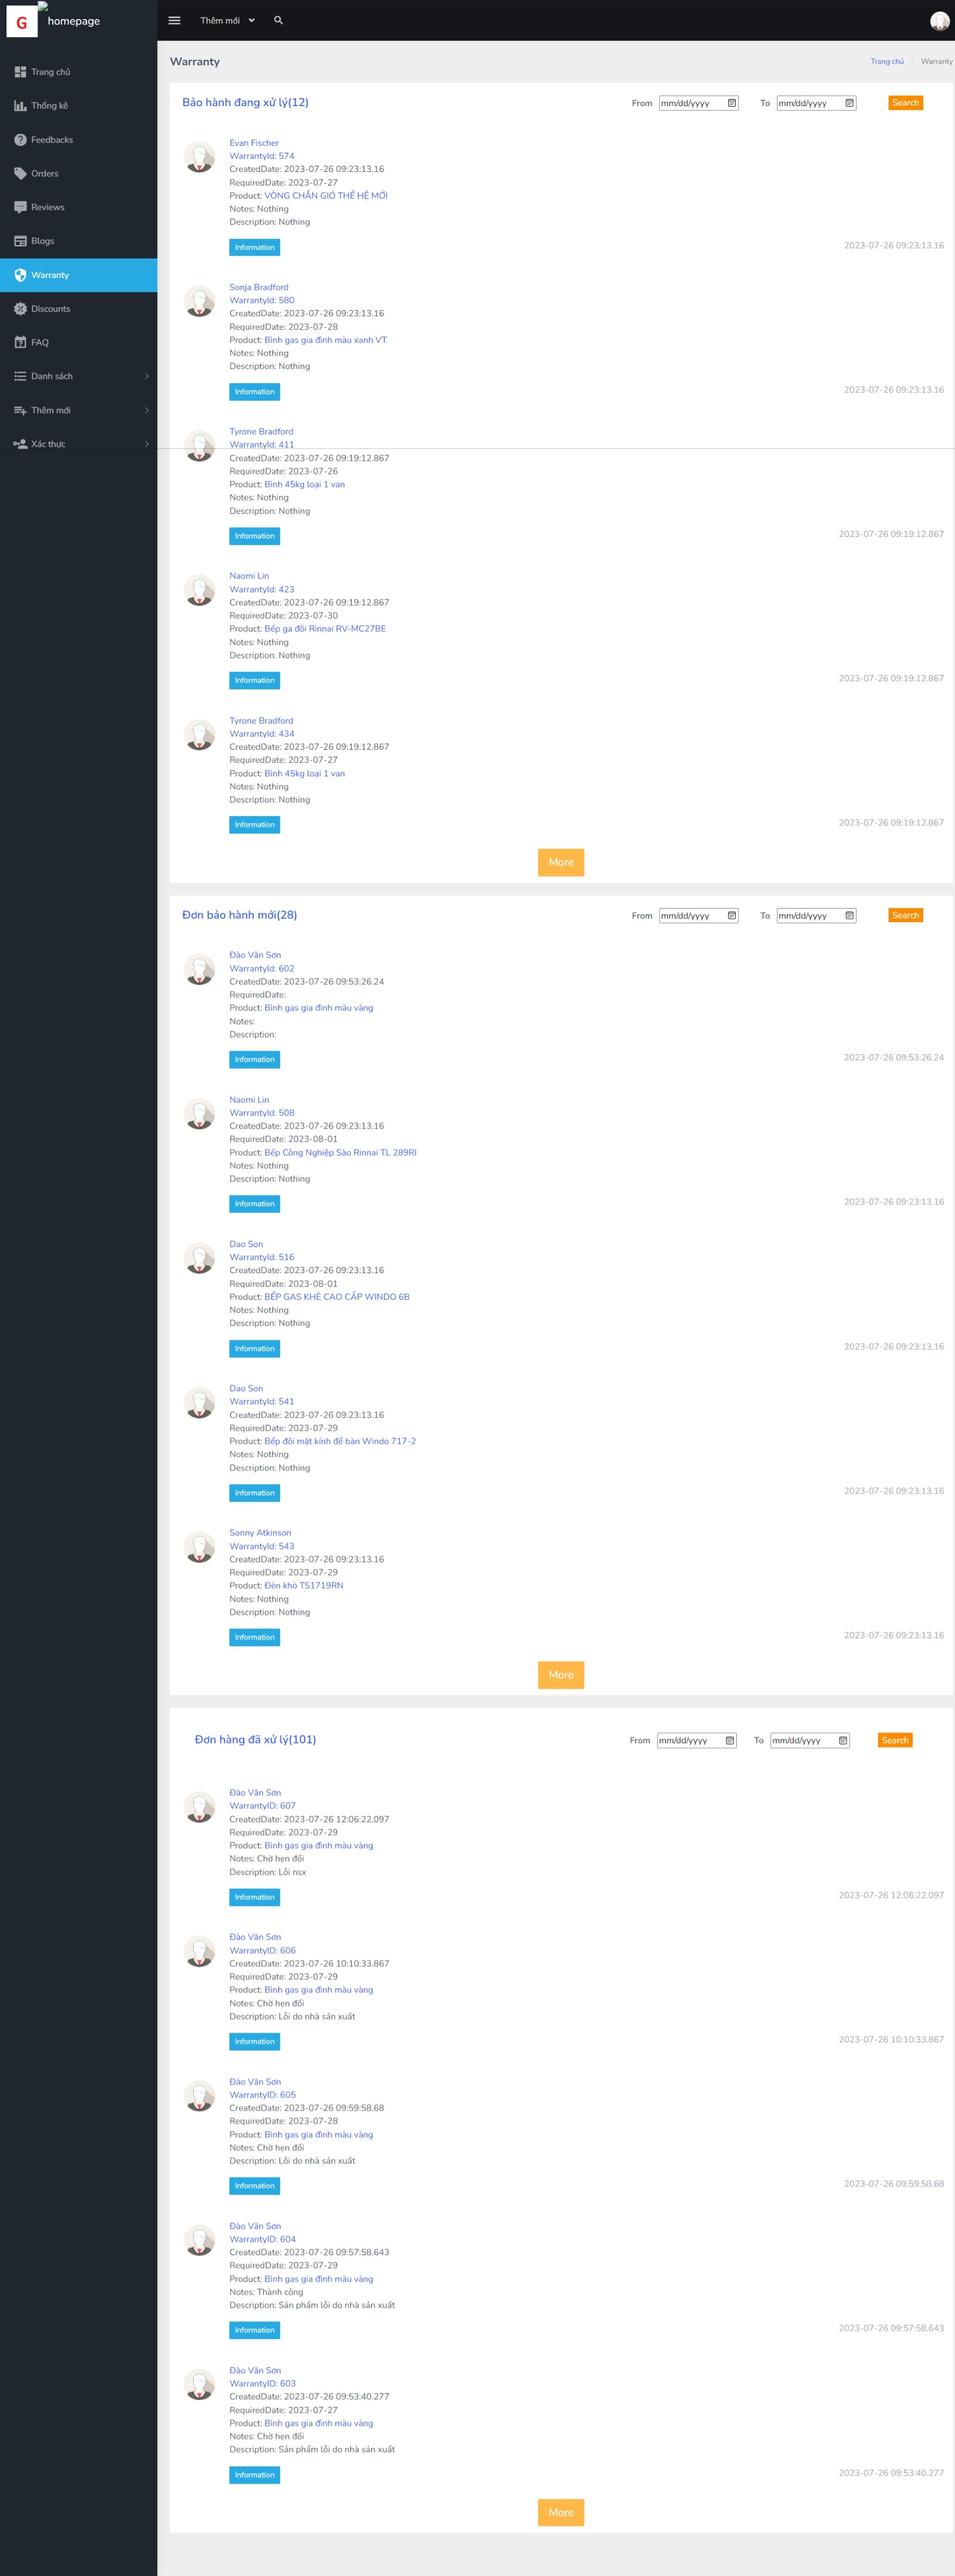 G
homepage
Thêm mới
Trang chủ
Thống kê
Feedbacks
Orders
Reviews
Blogs
Warranty
Discounts
FAQ
Danh sách
Thêm mới
Xác thực
Warranty
Trang chủ > Warranty
Bảo hành đang xử lý(12)
From mm/dd/yyyy To mm/dd/yyyy Search
Evan Fischer
WarrantyId: 574
CreatedDate: 2023-07-26 09:23:13.16
RequiredDate: 2023-07-27
Product: VÒNG CHẮN GIÓ THẾ HỆ MỚI
Notes: Nothing
Description: Nothing
Information 2023-07-26 09:23:13.16
Sonja Bradford
WarrantyId: 580
CreatedDate: 2023-07-26 09:23:13.16
RequiredDate: 2023-07-28
Product: Bình gas gia đình màu xanh VT
Notes: Nothing
Description: Nothing
Information 2023-07-26 09:23:13.16
Tyrone Bradford
WarrantyId: 411
CreatedDate: 2023-07-26 09:19:12.867
RequiredDate: 2023-07-26
Product: Bình 45kg loại 1 van
Notes: Nothing
Description: Nothing
Information 2023-07-26 09:19:12.867
Naomi Lin
WarrantyId: 423
CreatedDate: 2023-07-26 09:19:12.867
RequiredDate: 2023-07-30
Product: Bếp ga đôi Rinnai RV-MC27BE
Notes: Nothing
Description: Nothing
Information 2023-07-26 09:19:12.867
Tyrone Bradford
WarrantyId: 434
CreatedDate: 2023-07-26 09:19:12.867
RequiredDate: 2023-07-27
Product: Bình 45kg loại 1 van
Notes: Nothing
Description: Nothing
Information 2023-07-26 09:19:12.867
More
Đơn bảo hành mới(28)
From mm/dd/yyyy To mm/dd/yyyy Search
Đào Văn Sơn
WarrantyId: 602
CreatedDate: 2023-07-26 09:53:26.24
RequiredDate:
Product: Bình gas gia đình màu vàng
Notes:
Description:
Information 2023-07-26 09:53:26.24
Naomi Lin
WarrantyId: 508
CreatedDate: 2023-07-26 09:23:13.16
RequiredDate: 2023-08-01
Product: Bếp Công Nghiệp Sào Rinnai TL 289RI
Notes: Nothing
Description: Nothing
Information 2023-07-26 09:23:13.16
Dao Son
WarrantyId: 516
CreatedDate: 2023-07-26 09:23:13.16
RequiredDate: 2023-08-01
Product: BẾP GAS KHÈ CAO CẤP WINDO 6B
Notes: Nothing
Description: Nothing
Information 2023-07-26 09:23:13.16
Dao Son
WarrantyId: 541
CreatedDate: 2023-07-26 09:23:13.16
RequiredDate: 2023-07-29
Product: Bếp đôi mặt kính để bàn Windo 717-2
Notes: Nothing
Description: Nothing
Information 2023-07-26 09:23:13.16
Sonny Atkinson
WarrantyId: 543
CreatedDate: 2023-07-26 09:23:13.16
RequiredDate: 2023-07-29
Product: Đèn khò TS1719RN
Notes: Nothing
Description: Nothing
Information 2023-07-26 09:23:13.16
More
Đơn hàng đã xử lý(101)
From mm/dd/yyyy To mm/dd/yyyy Search
Đào Văn Sơn
WarrantyID: 607
CreatedDate: 2023-07-26 12:06:22.097
RequiredDate: 2023-07-29
Product: Bình gas gia đình màu vàng
Notes: Chờ hẹn đổi
Description: Lỗi nsx
Information 2023-07-26 12:06:22.097
Đào Văn Sơn
WarrantyID: 606
CreatedDate: 2023-07-26 10:10:33.867
RequiredDate: 2023-07-29
Product: Bình gas gia đình màu vàng
Notes: Chờ hẹn đổi
Description: Lỗi do nhà sản xuất
Information 2023-07-26 10:10:33.867
Đào Văn Sơn
WarrantyID: 605
CreatedDate: 2023-07-26 09:59:58.68
RequiredDate: 2023-07-28
Product: Bình gas gia đình màu vàng
Notes: Chờ hẹn đổi
Description: Lỗi do nhà sản xuất
Information 2023-07-26 09:59:58.68
Đào Văn Sơn
WarrantyID: 604
CreatedDate: 2023-07-26 09:57:58.643
RequiredDate: 2023-07-29
Product: Bình gas gia đình màu vàng
Notes: Thành công
Description: Sản phẩm lỗi do nhà sản xuất
Information 2023-07-26 09:57:58.643
Đào Văn Sơn
WarrantyID: 603
CreatedDate: 2023-07-26 09:53:40.277
RequiredDate: 2023-07-27
Product: Bình gas gia đình màu vàng
Notes: Chờ hẹn đổi
Description: Sản phẩm lỗi do nhà sản xuất
Information 2023-07-26 09:53:40.277
More